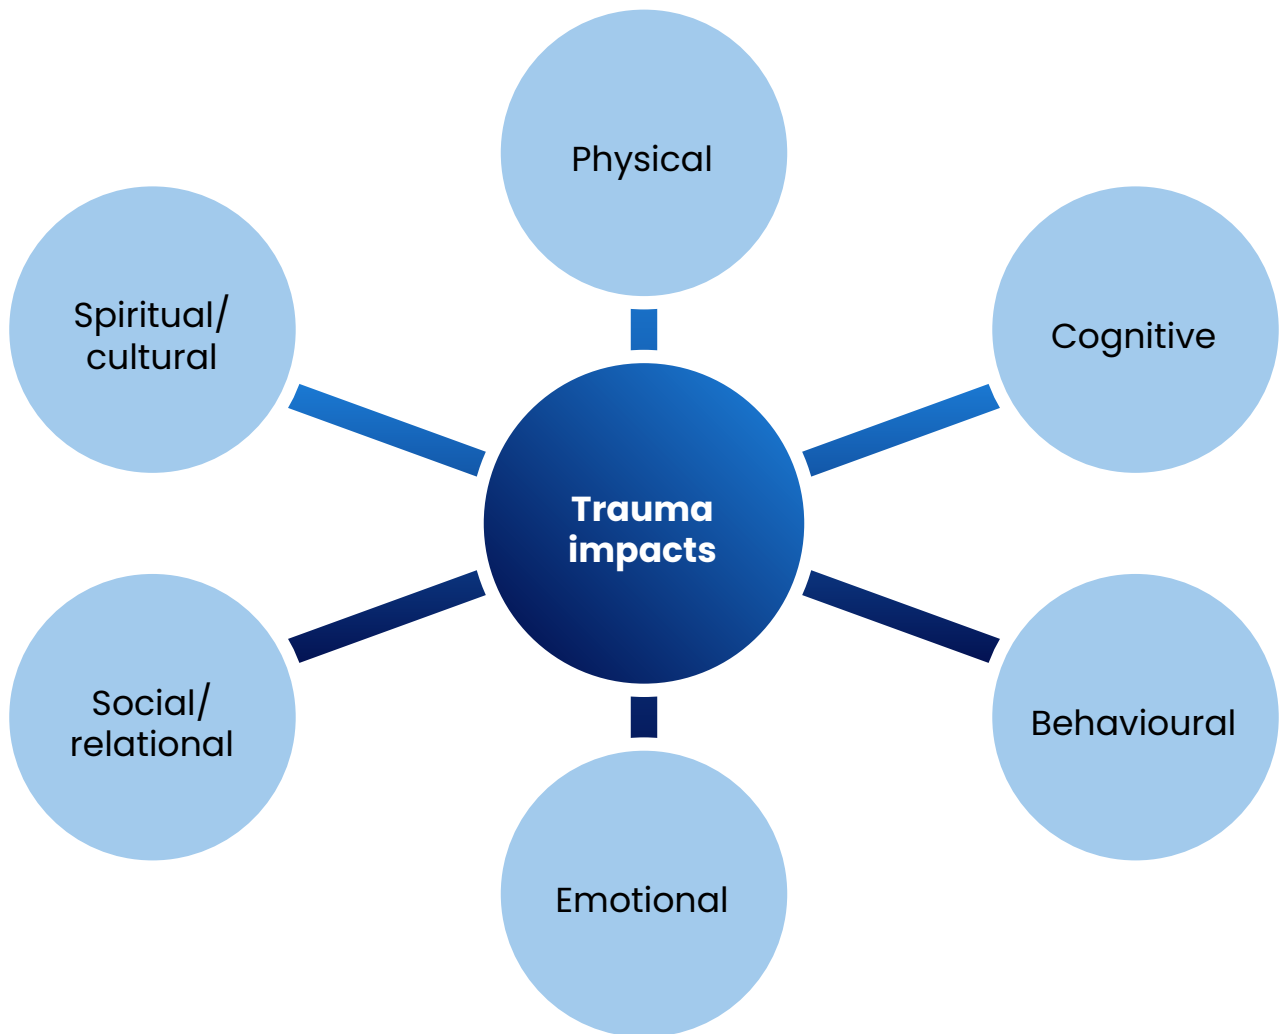 Physical
Spiritual/
cultural
Cognitive
Trauma
impacts
Social/
relational
Behavioural
Emotional